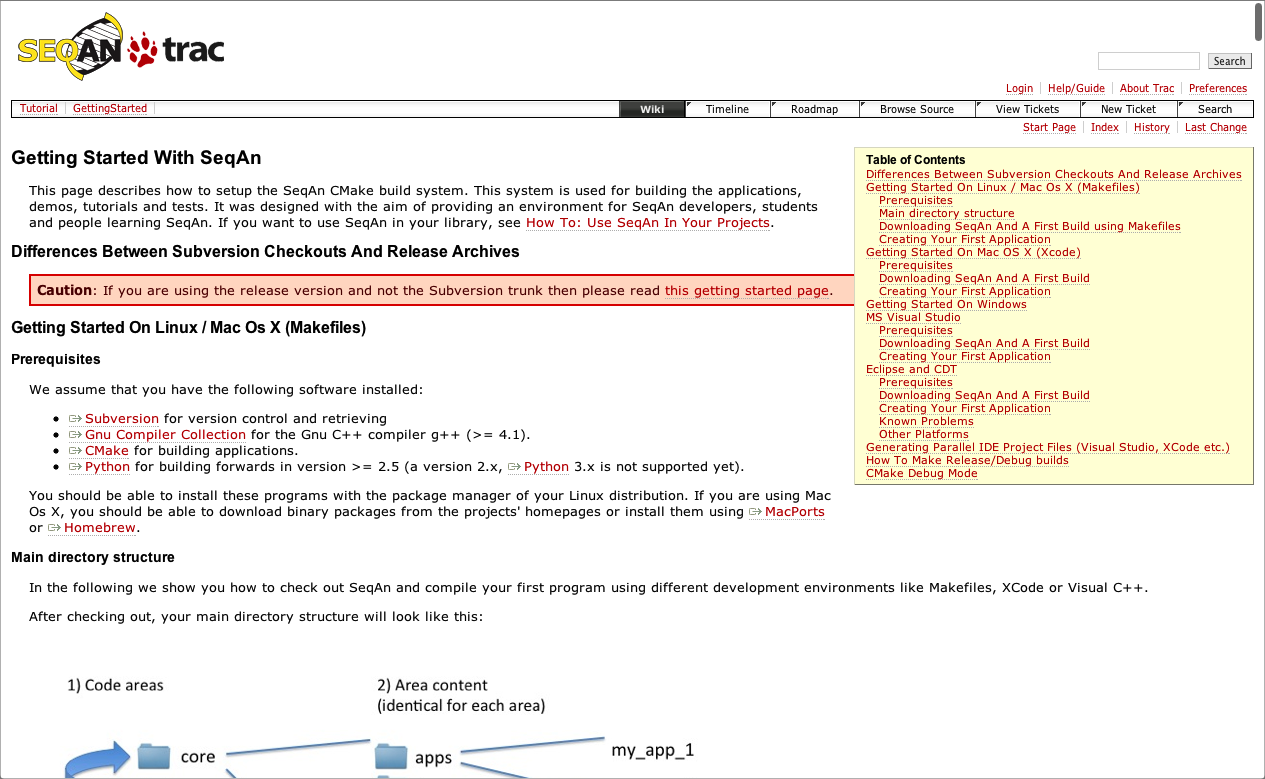 SEQAN trac
Search
Login Help/Guide About Trac Preferences
Tutorial GettingStarted Wiki Timeline Roadmap Browse Source View Tickets New Ticket Search
Start Page Index History Last Change
Getting Started With SeqAn
This page describes how to setup the SeqAn CMake build system. This system is used for building the applications,
demos, tutorials and tests. It was designed with the aim of providing an environment for SeqAn developers, students
and people learning SeqAn. If you want to use SeqAn in your library, see How To: Use SeqAn In Your Projects.
Differences Between Subversion Checkouts And Release Archives
Caution: If you are using the release version and not the Subversion trunk then please read this getting started page.
Table of Contents
Differences Between Subversion Checkouts And Release Archives
Getting Started On Linux / Mac Os X (Makefiles)
Prerequisites
Main directory structure
Downloading SeqAn And A First Build using Makefiles
Creating Your First Application
Getting Started On Mac OS X (Xcode)
Prerequisites
Downloading SeqAn And A First Build
Creating Your First Application
Getting Started On Windows
MS Visual Studio
Prerequisites
Downloading SeqAn And A First Build
Creating Your First Application
Eclipse and CDT
Prerequisites
Downloading SeqAn And A First Build
Creating Your First Application
Known Problems
Other Platforms
Generating Parallel IDE Project Files (Visual Studio, XCode etc.)
How To Make Release/Debug builds
CMake Debug Mode
Getting Started On Linux / Mac Os X (Makefiles)
Prerequisites
We assume that you have the following software installed:
Subversion for version control and retrieving
Gnu Compiler Collection for the Gnu C++ compiler g++ (>= 4.1).
CMake for building applications.
Python for building forwards in version >= 2.5 (a version 2.x, Python 3.x is not supported yet).
You should be able to install these programs with the package manager of your Linux distribution. If you are using Mac
Os X, you should be able to download binary packages from the projects' homepages or install them using MacPorts
or Homebrew.
Main directory structure
In the following we show you how to check out SeqAn and compile your first program using different development environments like Makefiles, XCode or Visual C++.
After checking out, your main directory structure will look like this:
1) Code areas
2) Area content
(identical for each area)
core
apps
my_app_1